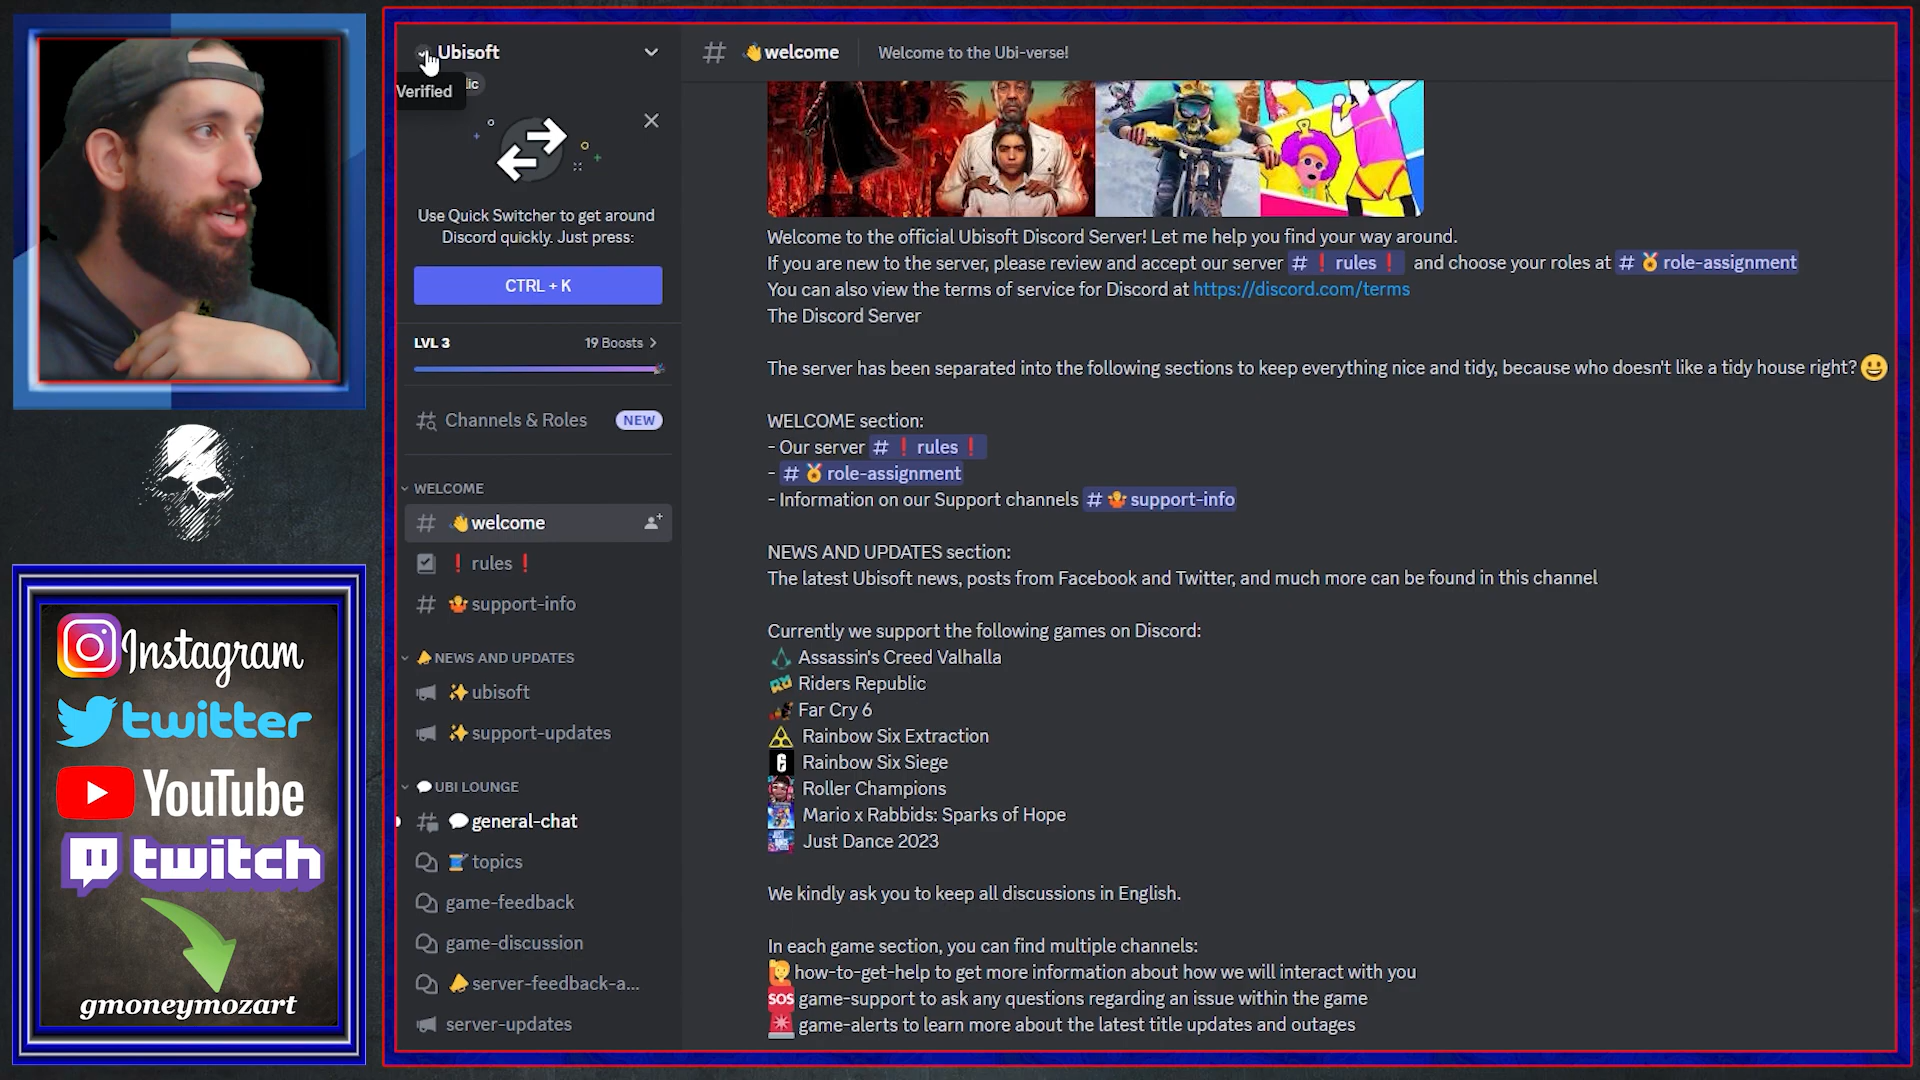 Ubisoft
Verified
lic
Use Quick Switcher to get around
Discord quickly. Just press:
CTRL + K
LVL 3
19 Boosts
Channels & Roles
NEW
WELCOME
welcome
rules
support-info
NEWS AND UPDATES
ubisoft
support-updates
UBI LOUNGE
general-chat
topics
game-feedback
game-discussion
server-feedback-a...
server-updates
# 👋welcome
Welcome to the Ubi-verse!
Welcome to the official Ubisoft Discord Server! Let me help you find your way around.
If you are new to the server, please review and accept our server # ❗ rules ❗ and choose your roles at # 🏅 role-assignment
You can also view the terms of service for Discord at https://discord.com/terms
The Discord Server
The server has been separated into the following sections to keep everything nice and tidy, because who doesn't like a tidy house right? 😀
WELCOME section:
- Our server # ❗ rules ❗
- # 🏅 role-assignment
- Information on our Support channels # 🤷 support-info
NEWS AND UPDATES section:
The latest Ubisoft news, posts from Facebook and Twitter, and much more can be found in this channel
Currently we support the following games on Discord:
Assassin's Creed Valhalla
Riders Republic
Far Cry 6
Rainbow Six Extraction
6 Rainbow Six Siege
Roller Champions
Mario x Rabbids: Sparks of Hope
Just Dance 2023
We kindly ask you to keep all discussions in English.
In each game section, you can find multiple channels:
how-to-get-help to get more information about how we will interact with you
SOS game-support to ask any questions regarding an issue within the game
game-alerts to learn more about the latest title updates and outages
Instagram
twitter
YouTube
twitch
gmoneymozart